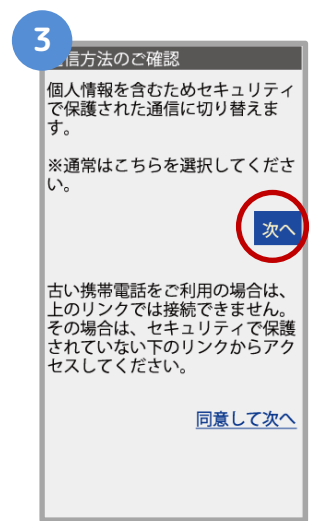 3
信方法のご確認
個人情報を含むためセキュリティ
で保護された通信に切り替えま
す。
※通常はこちらを選択してくださ
い。
次へ
古い携帯電話をご利用の場合は、
上のリンクでは接続できません。
その場合は、セキュリティで保護
されていない下のリンクからアク
セスしてください。
同意して次へ